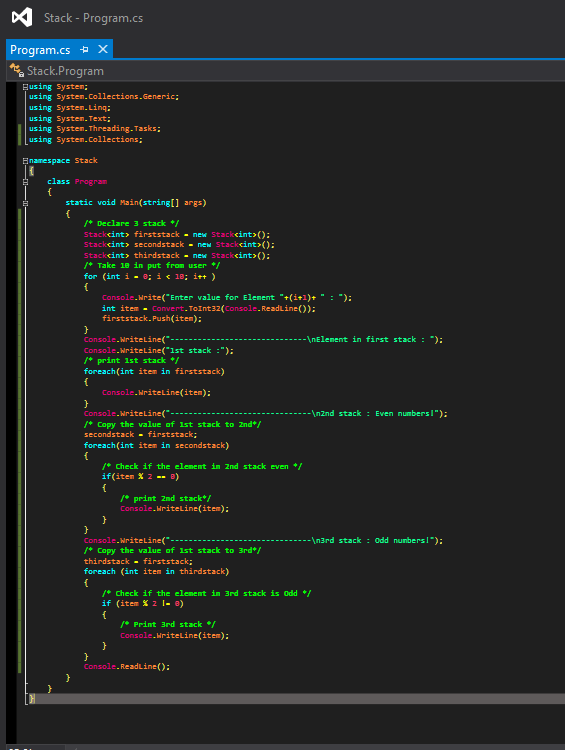 Stack - Program.cs
Program.cs
Stack.Program
using System;
using System.Collections.Generic;
using System.Linq;
using System.Text;
using System.Threading.Tasks;
using System.Collections;
namespace Stack
{
class Program
{
static void Main(string[] args)
{
/* Declare 3 stack */
Stack<int> firststack = new Stack<int>();
Stack<int> secondstack = new Stack<int>();
Stack<int> thirdstack = new Stack<int>();
/* Take 10 in put from user */
for (int i = 0; i < 10; i++ )
{
Console.Write("Enter value for Element "+(i+1)+ " : ");
int item = Convert.ToInt32(Console.ReadLine());
firststack.Push(item);
}
Console.WriteLine("------------------------------\nElement in first stack : ");
Console.WriteLine("1st stack :");
/* print 1st stack */
foreach(int item in firststack)
{
Console.WriteLine(item);
}
Console.WriteLine("-------------------------------\n2nd stack : Even numbers!");
/* Copy the value of 1st stack to 2nd*/
secondstack = firststack;
foreach(int item in secondstack)
{
/* Check if the element in 2nd stack even */
if(item % 2 == 0)
{
/* print 2nd stack*/
Console.WriteLine(item);
}
}
Console.WriteLine("-------------------------------\n3rd stack : Odd numbers!");
/* Copy the value of 1st stack to 3rd*/
thirdstack = firststack;
foreach (int item in thirdstack)
{
/* Check if the element in 3rd stack is Odd */
if (item % 2 != 0)
{
/* Print 3rd stack */
Console.WriteLine(item);
}
}
Console.ReadLine();
}
}
}